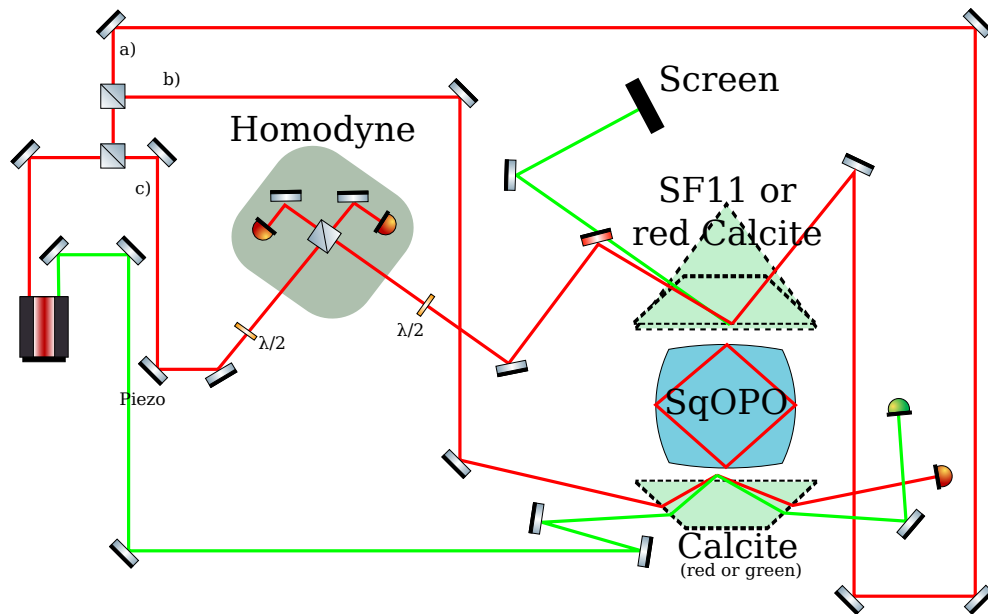 a)
b)
Screen
Homodyne
c)
SF11 or
red Calcite
λ/2
λ/2
Piezo
SqOPO
Calcite
(red or green)